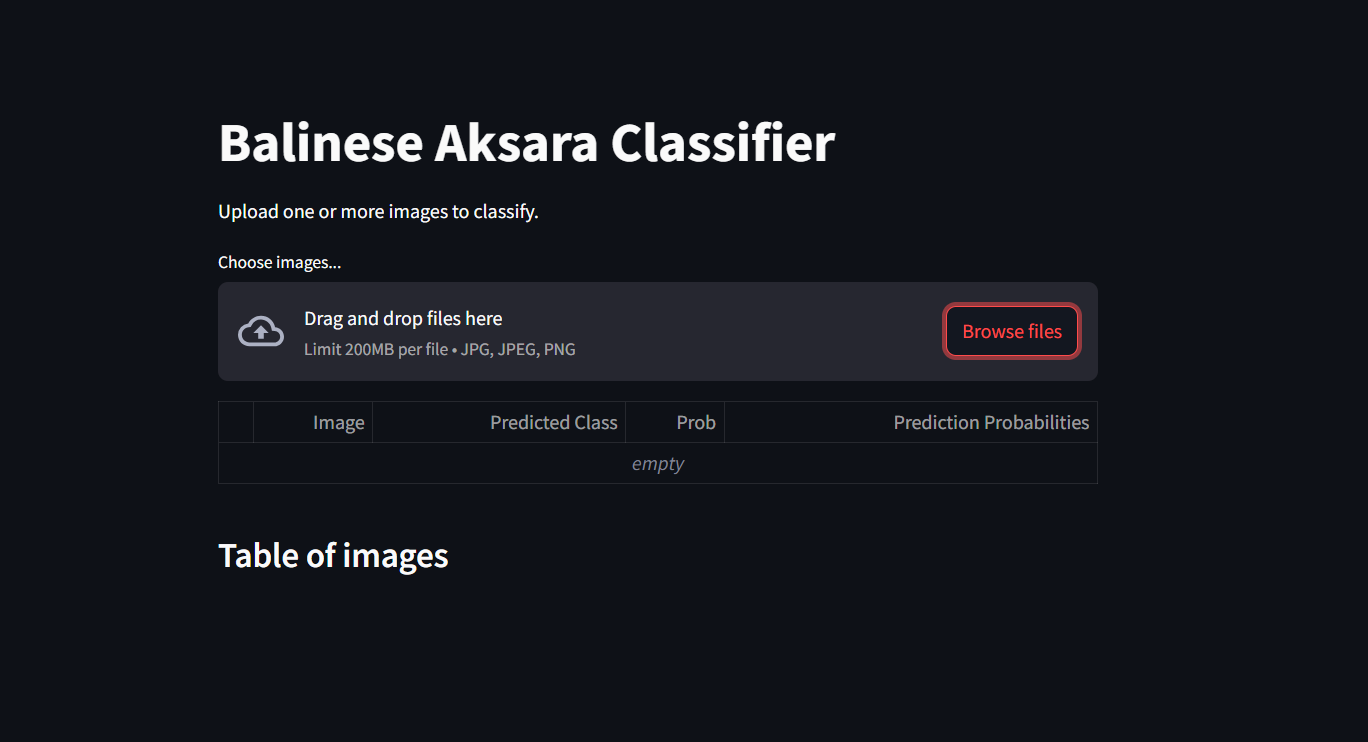 Balinese Aksara Classifier
Upload one or more images to classify.
Choose images...
Drag and drop files here
Limit 200MB per file • JPG, JPEG, PNG
Browse files
Image Predicted Class Prob Prediction Probabilities
empty
Table of images